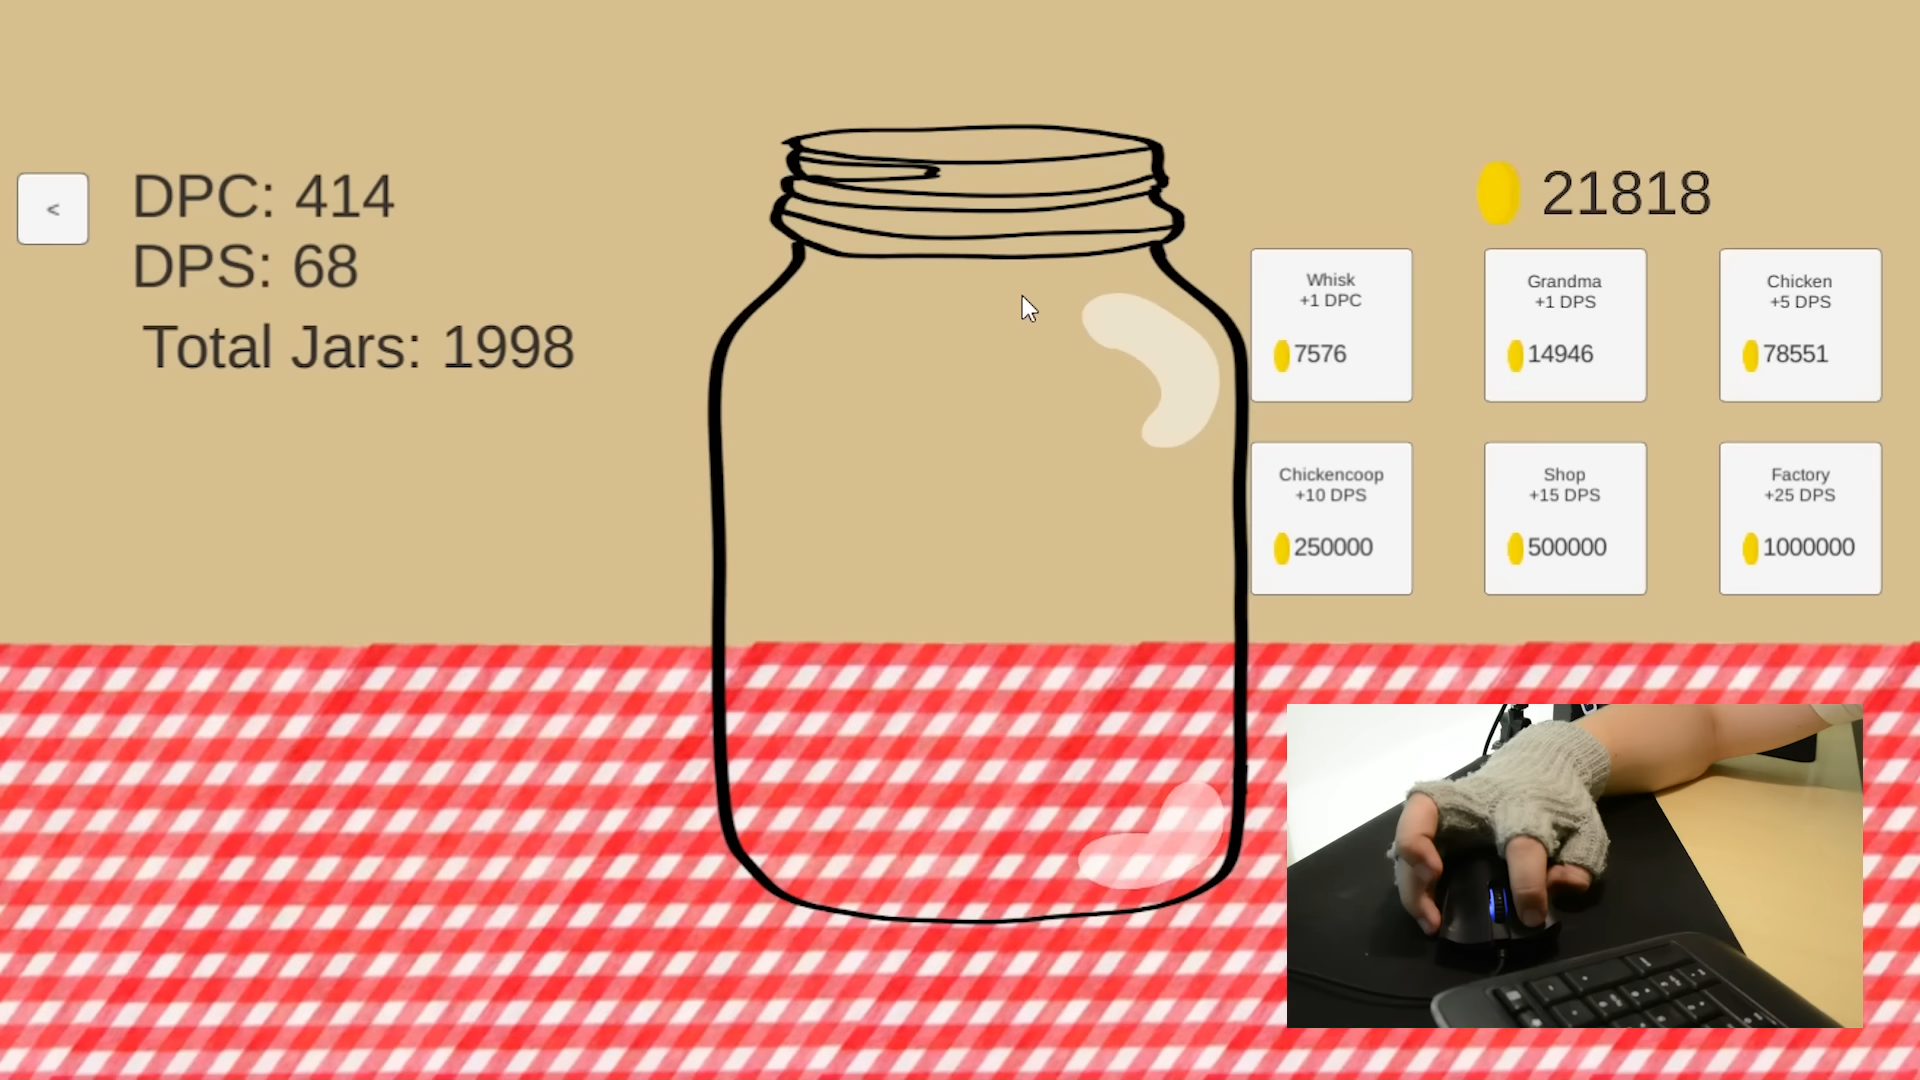 <
DPC: 414
DPS: 68
Total Jars: 1998
21818
Whisk
+1 DPC
7576
Grandma
+1 DPS
14946
Chicken
+5 DPS
78551
Chickencoop
+10 DPS
250000
Shop
+15 DPS
500000
Factory
+25 DPS
1000000